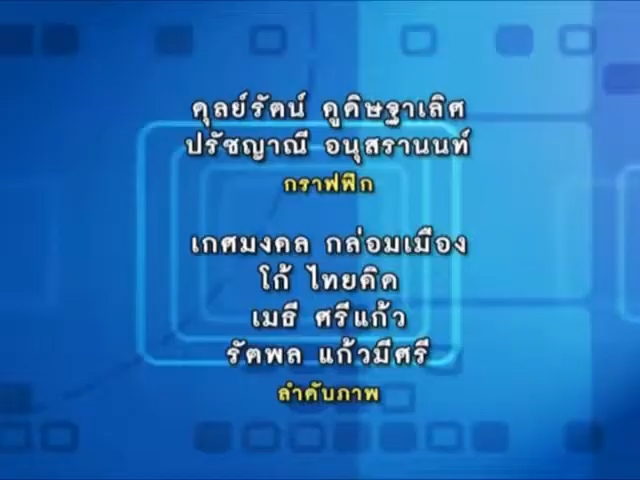 ดุลย์รัตน์ ดูดิษฐาเลิศ
ปรัชญาณี อนุสรานนท์
กราฟฟิก
เกศมงคล กล่อมเมือง
โก้ ไทยคิด
เมธี ศรีแก้ว
รัตพล แก้วมีศรี
ลำดับภาพ